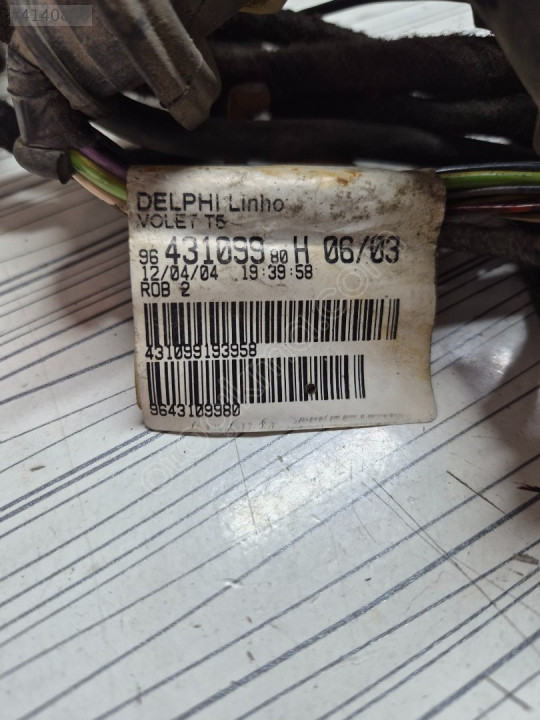 DELPHI Linho
VOLET T5
96 431099 80 H 06/03
12/04/04 19:39:58
ROB 2
431099193958
9643109980